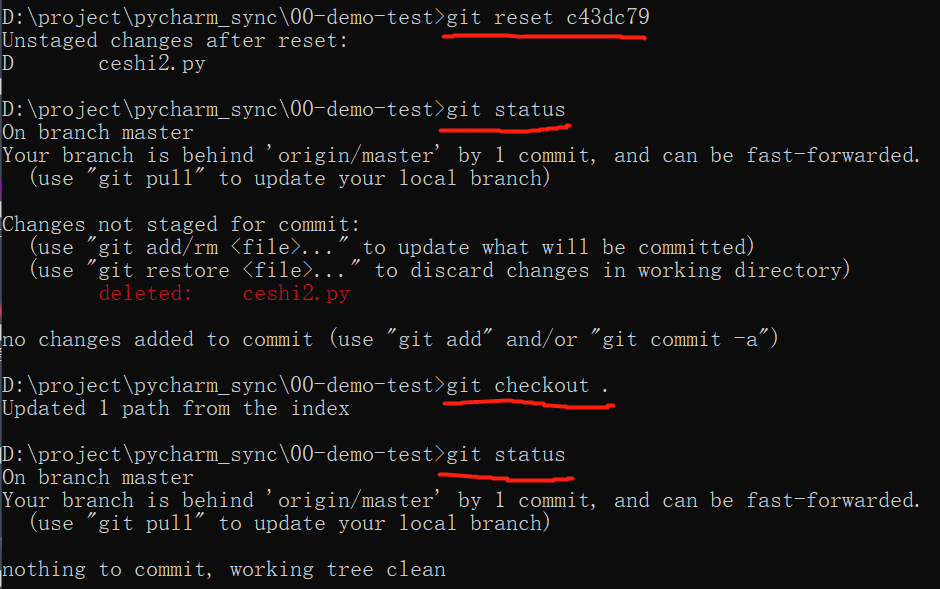 D:\project\pycharm_sync\00-demo-test>git reset c43dc79
Unstaged changes after reset:
D       ceshi2.py
D:\project\pycharm_sync\00-demo-test>git status
On branch master
Your branch is behind 'origin/master' by 1 commit, and can be fast-forwarded.
  (use "git pull" to update your local branch)
Changes not staged for commit:
  (use "git add/rm <file>..." to update what will be committed)
  (use "git restore <file>..." to discard changes in working directory)
        deleted:    ceshi2.py
no changes added to commit (use "git add" and/or "git commit -a")
D:\project\pycharm_sync\00-demo-test>git checkout .
Updated 1 path from the index
D:\project\pycharm_sync\00-demo-test>git status
On branch master
Your branch is behind 'origin/master' by 1 commit, and can be fast-forwarded.
  (use "git pull" to update your local branch)
nothing to commit, working tree clean